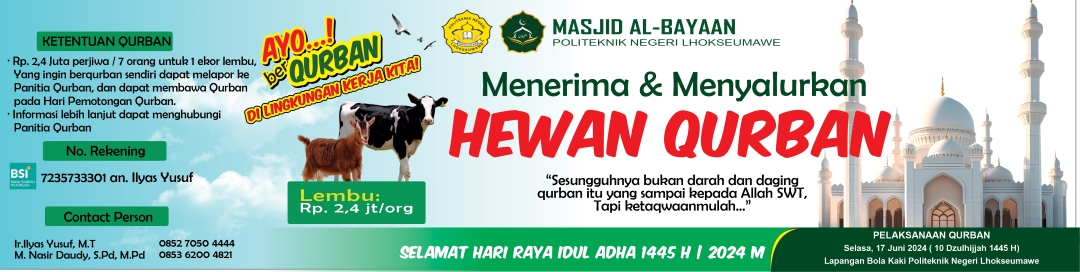 KETENTUAN QURBAN
· Rp. 2,4 Juta perjiwa / 7 orang untuk 1 ekor lembu,
Yang ingin berqurban sendiri dapat melapor ke
Panitia Qurban, dan dapat membawa Qurban
pada Hari Pemotongan Qurban.
· Informasi lebih lanjut dapat menghubungi
Panitia Qurban
No. Rekening
BSI
7235733301 an. Ilyas Yusuf
Contact Person
Ir.Ilyas Yusuf, M.T 0852 7050 4444
M. Nasir Daudy, S.Pd, M.Pd 0853 6200 4821
AYO...!
berQURBAN
DI LINGKUNGAN KERJA KITA!
Lembu:
Rp. 2,4 jt/org
MASJID AL-BAYAAN
POLITEKNIK NEGERI LHOKSEUMAWE
Menerima & Menyalurkan
HEWAN QURBAN
“Sesungguhnya bukan darah dan daging
qurban itu yang sampai kepada Allah SWT,
Tapi ketaqwaanmulah...”
SELAMAT HARI RAYA IDUL ADHA 1445 H | 2024 M
PELAKSANAAN QURBAN
Selasa, 17 Juni 2024 ( 10 Dzulhijjah 1445 H)
Lapangan Bola Kaki Politeknik Negeri Lhokseumawe